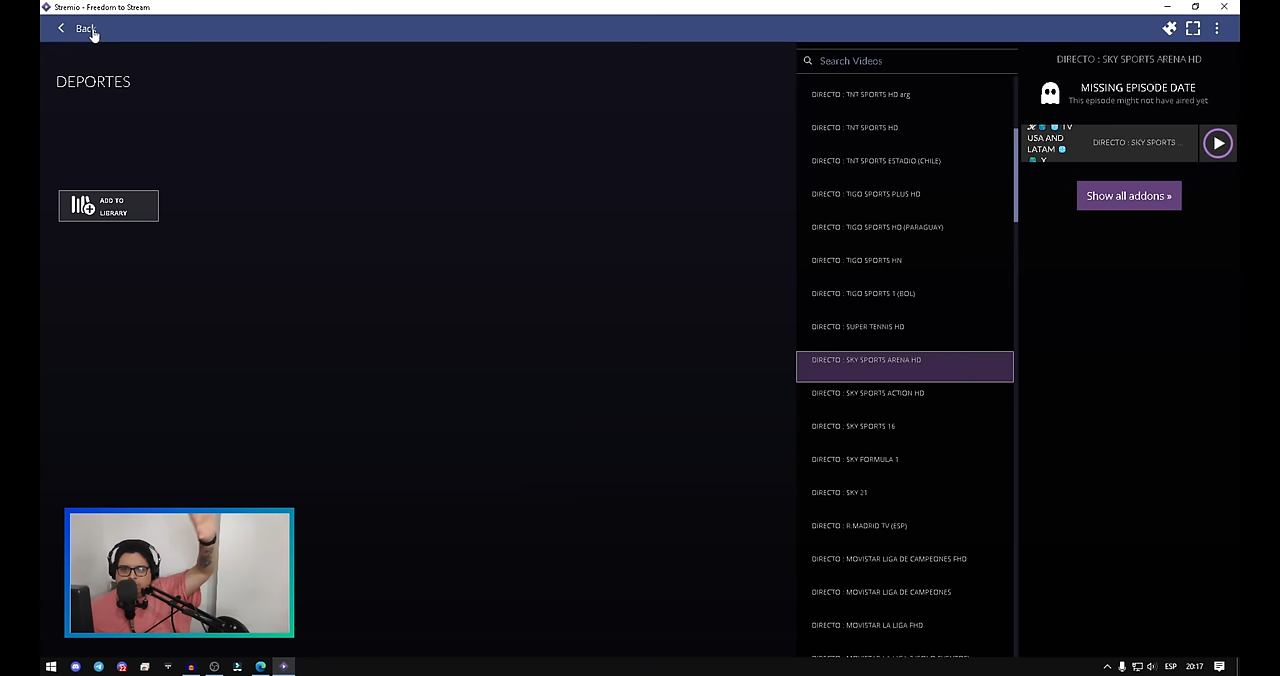 Stremio - Freedom to Stream
Back
DEPORTES
ADD TO
LIBRARY
Search Videos
DIRECTO : TNT SPORTS HD arg
DIRECTO : TNT SPORTS HD
DIRECTO : TNT SPORTS ESTADIO (CHILE)
DIRECTO : TIGO SPORTS PLUS HD
DIRECTO : TIGO SPORTS HD (PARAGUAY)
DIRECTO : TIGO SPORTS HN
DIRECTO : TIGO SPORTS 1 (BOL)
DIRECTO : SUPER TENNIS HD
DIRECTO : SKY SPORTS ARENA HD
DIRECTO : SKY SPORTS ACTION HD
DIRECTO : SKY SPORTS 16
DIRECTO : SKY FORMULA 1
DIRECTO : SKY 21
DIRECTO : R.MADRID TV (ESP)
DIRECTO : MOVISTAR LIGA DE CAMPEONES FHD
DIRECTO : MOVISTAR LIGA DE CAMPEONES
DIRECTO : MOVISTAR LA LIGA FHD
DIRECTO : SKY SPORTS ARENA HD
MISSING EPISODE DATE
This episode might not have aired yet
TV
USA AND
LATAM
Y
DIRECTO : SKY SPORTS ...
Show all addons »
22
ESP
20:17